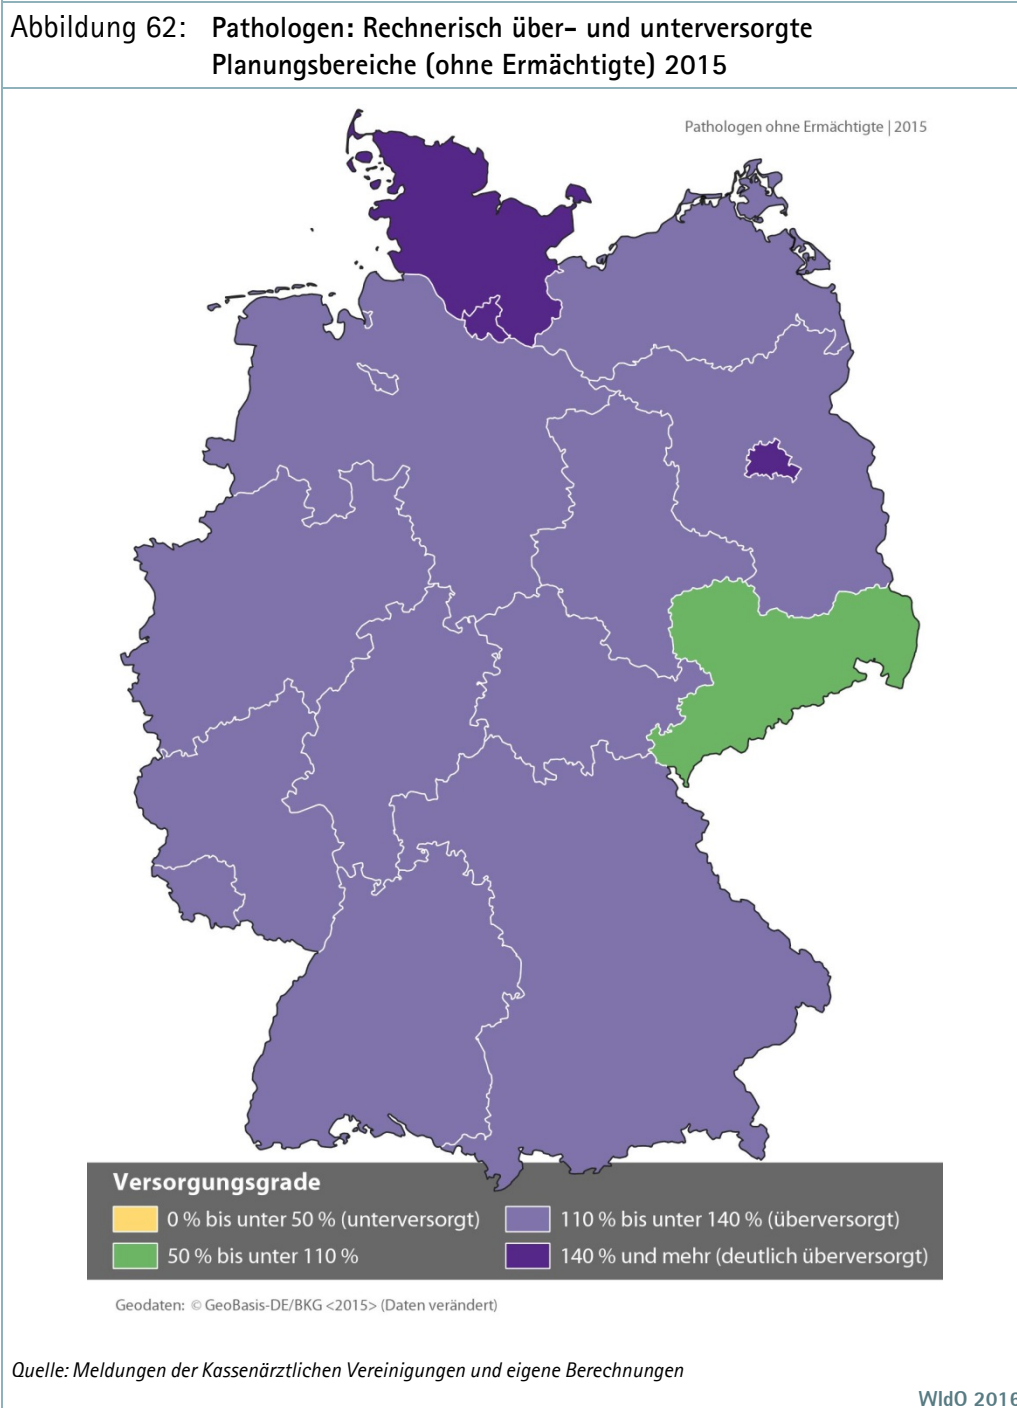 Abbildung 62: Pathologen: Rechnerisch über- und unterversorgte
Planungsbereiche (ohne Ermächtigte) 2015
Pathologen ohne Ermächtigte | 2015
Versorgungsgrade
0 % bis unter 50 % (unterversorgt)
110 % bis unter 140 % (überversorgt)
50 % bis unter 110 %
140 % und mehr (deutlich überversorgt)
Geodaten: © GeoBasis-DE/BKG <2015> (Daten verändert)
Quelle: Meldungen der Kassenärztlichen Vereinigungen und eigene Berechnungen
WIdO 2016